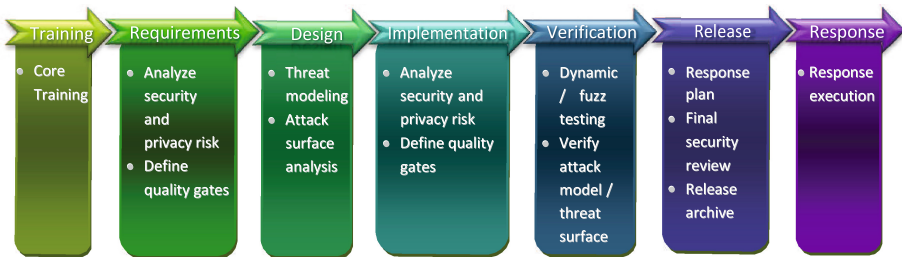 Training
Core
Training
Requirements
Analyze
security
and
privacy risk
Define
quality gates
Design
Threat
modeling
Attack
surface
analysis
Implementation
Analyze
security and
privacy risk
Define quality
gates
Verification
Dynamic
/ fuzz
testing
Verify
attack
model /
threat
surface
Release
Response
plan
Final
security
review
Release
archive
Response
Response
execution